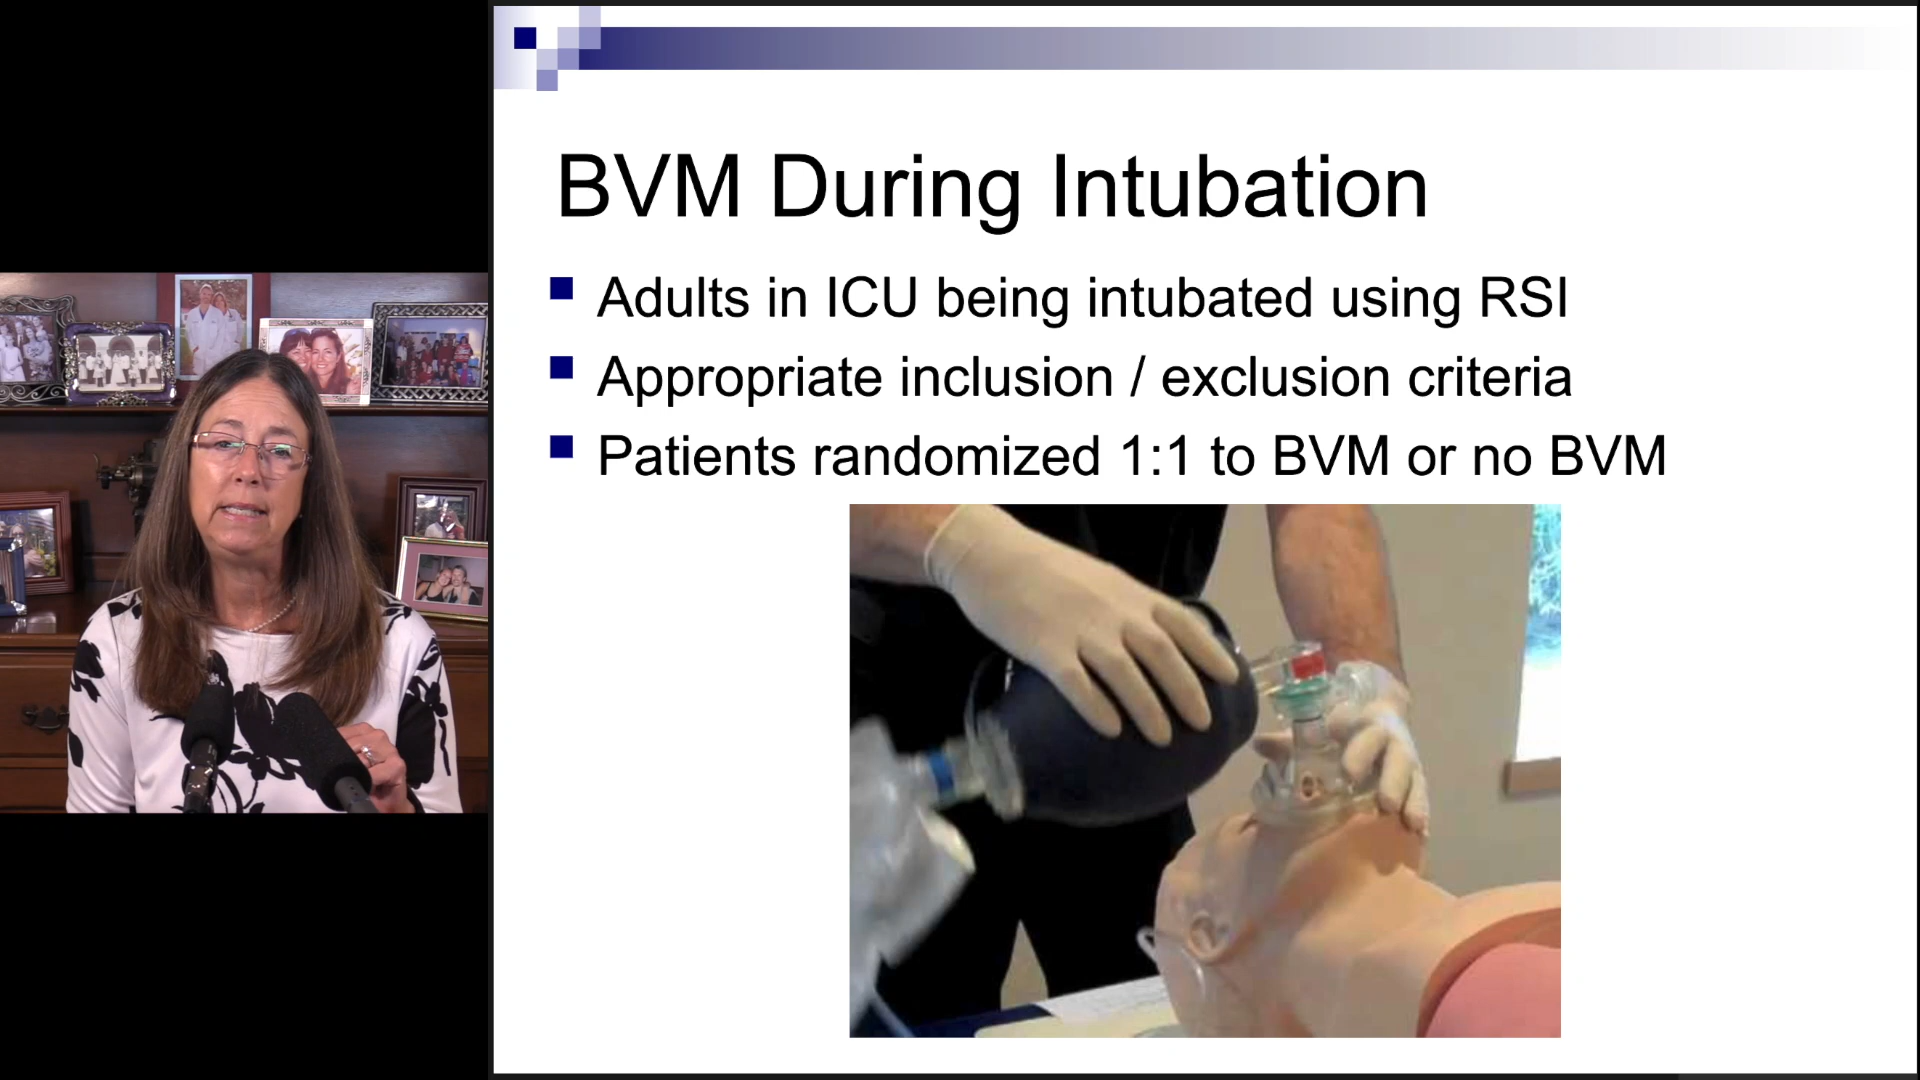 BVM During Intubation
Adults in ICU being intubated using RSI
Appropriate inclusion / exclusion criteria
Patients randomized 1:1 to BVM or no BVM